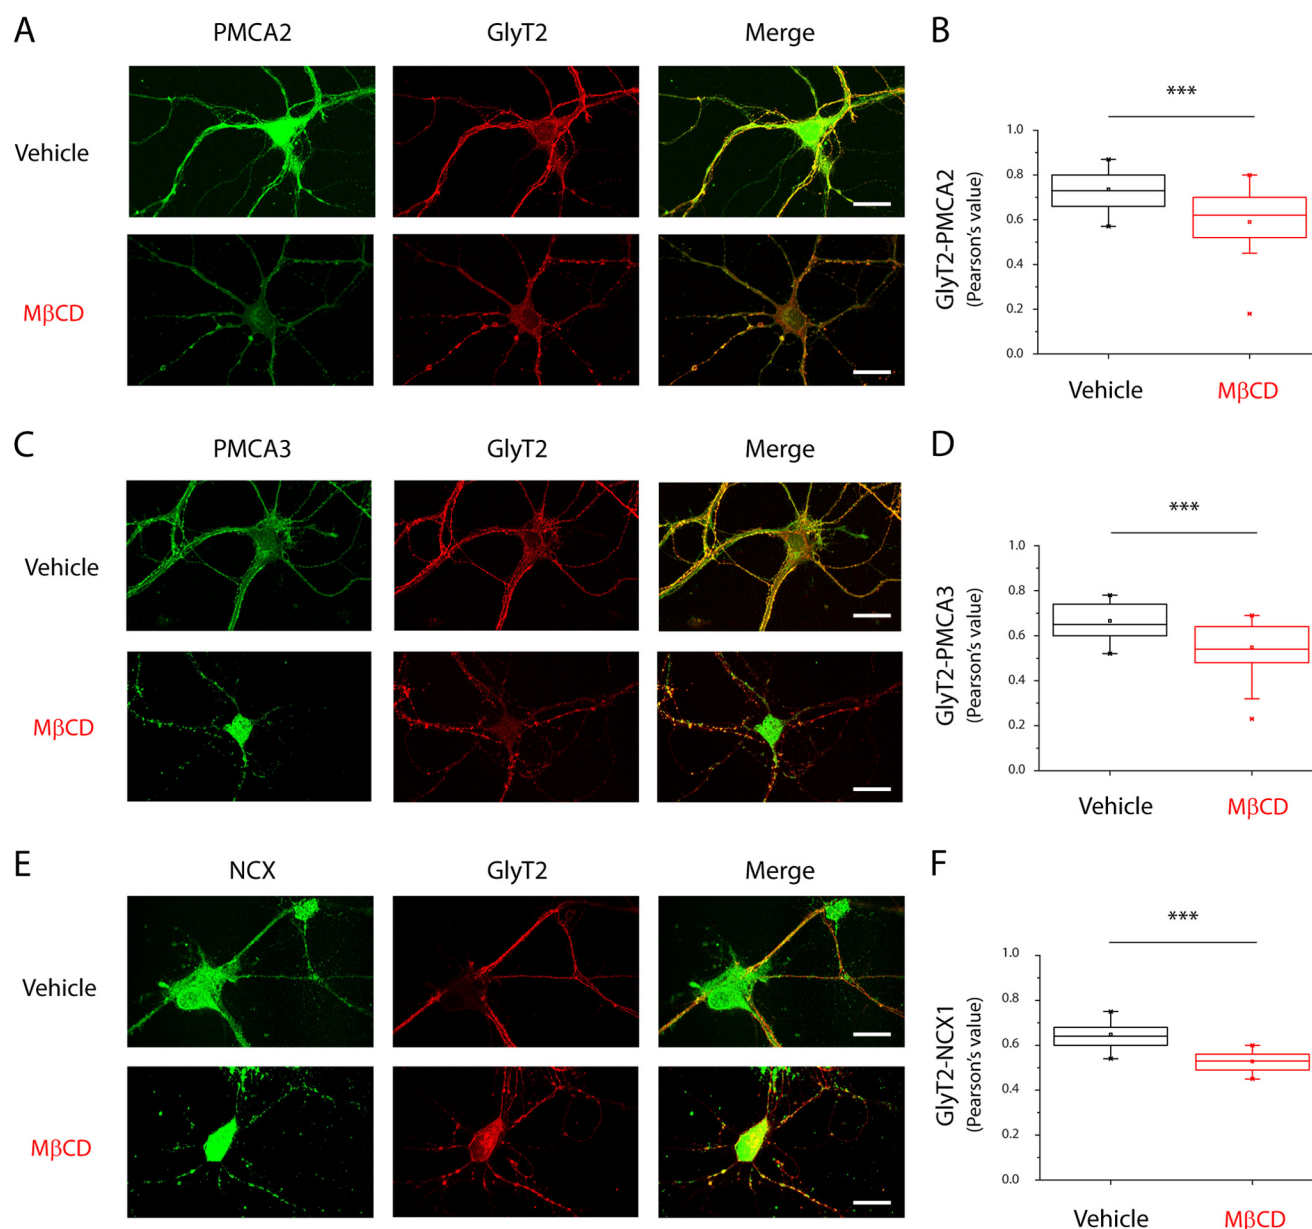 A
PMCA2 GlyT2 Merge
Vehicle
MβCD
B
***
GlyT2-PMCA2
(Pearson's value)
1.0
0.8
0.6
0.4
0.2
0.0
Vehicle MβCD
C
PMCA3 GlyT2 Merge
Vehicle
MβCD
D
***
GlyT2-PMCA3
(Pearson's value)
1.0
0.8
0.6
0.4
0.2
0.0
Vehicle MβCD
E
NCX GlyT2 Merge
Vehicle
MβCD
F
***
GlyT2-NCX1
(Pearson's value)
1.0
0.8
0.6
0.4
0.2
0.0
Vehicle MβCD